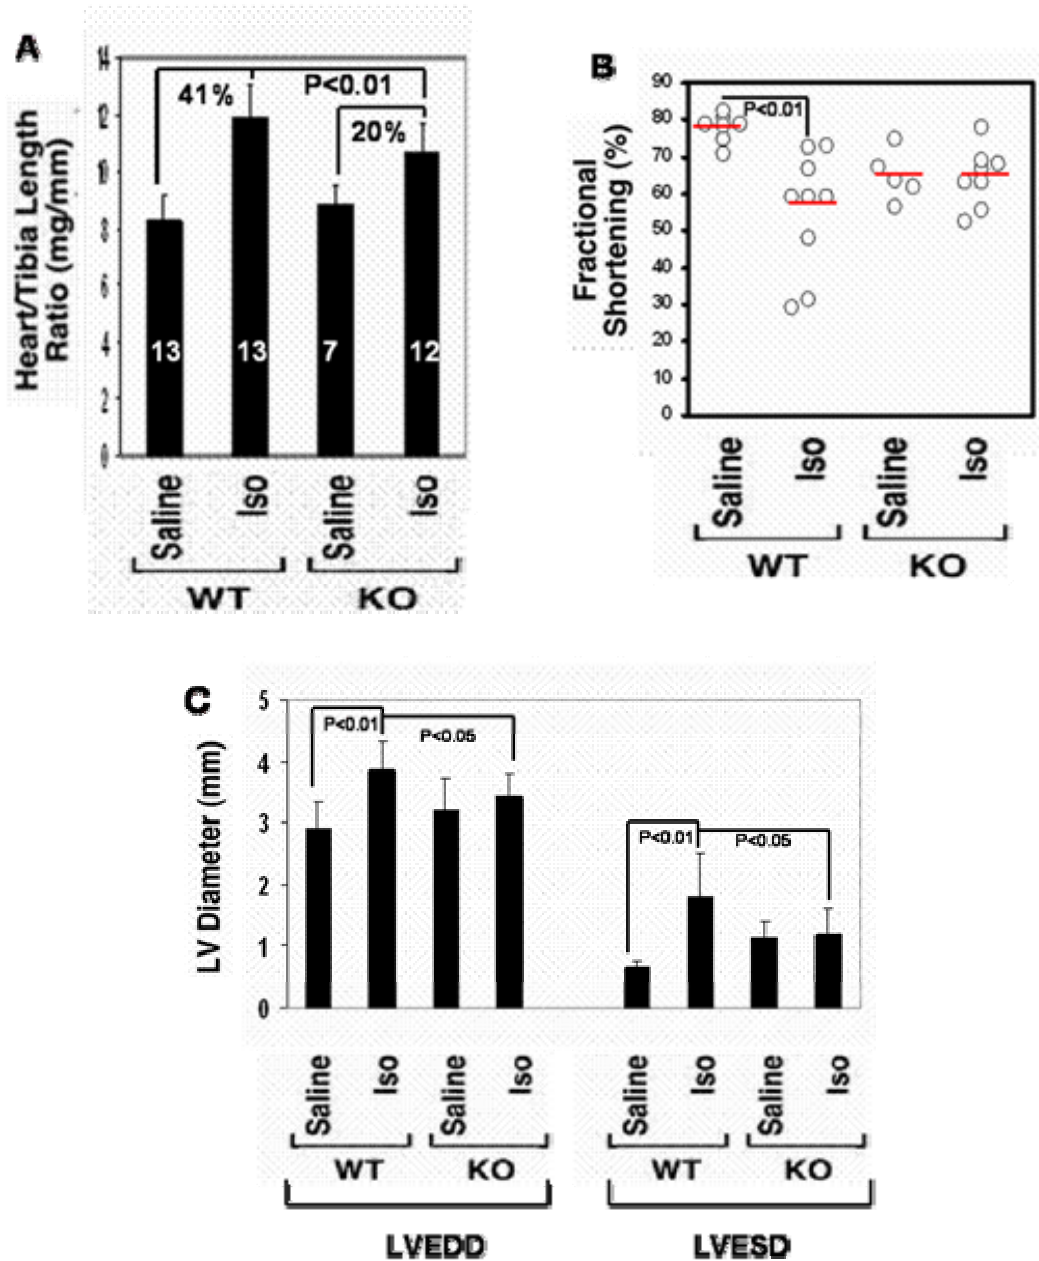 A
Heart/Tibia Length
Ratio (mg/mm)
14
12
10
8
6
4
2
0
41%
P<0.01
20%
13
13
7
12
Saline
Iso
Saline
Iso
WT
KO
B
Fractional
Shortening (%)
90
80
70
60
50
40
30
20
10
0
P<0.01
Saline
Iso
Saline
Iso
WT
KO
C
LV Diameter (mm)
5
4
3
2
1
0
P<0.01
P<0.05
P<0.01
P<0.05
Saline
Iso
Saline
Iso
Saline
Iso
Saline
Iso
WT
KO
WT
KO
LVEDD
LVESD